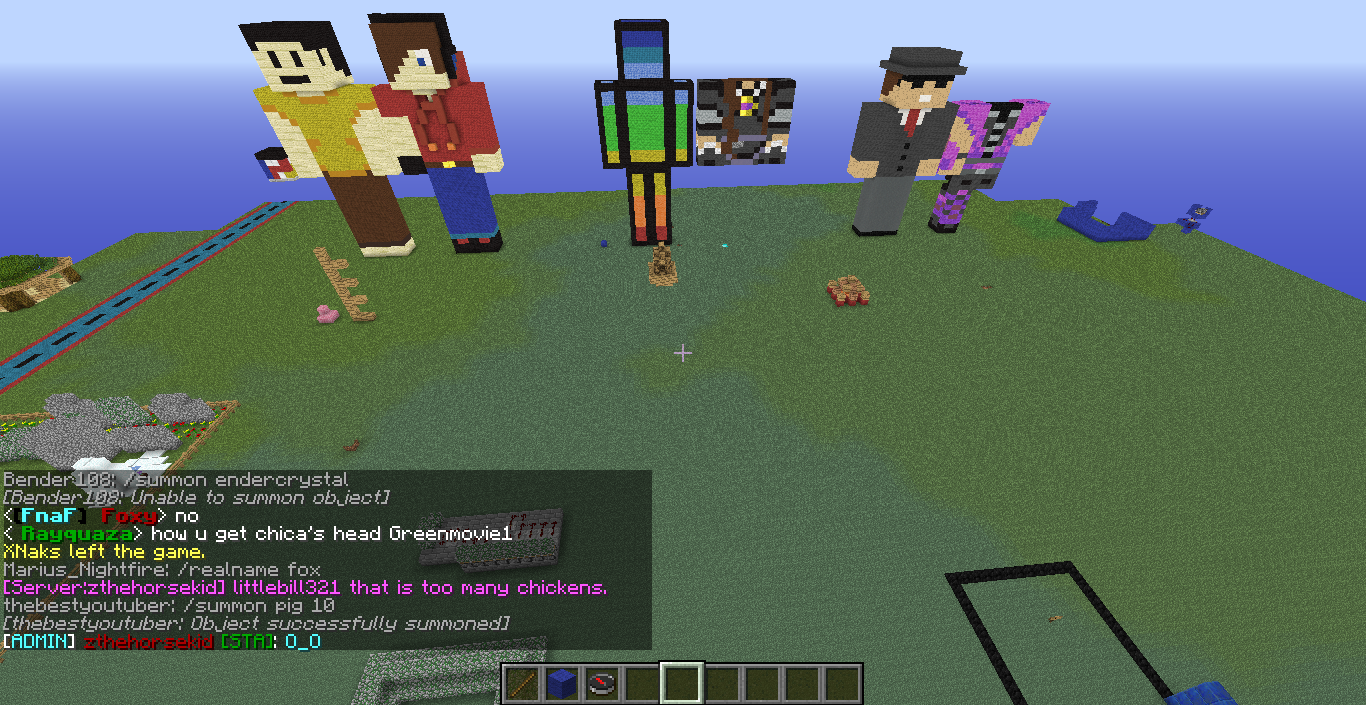 Bender108: /summon endercrystal
[Bender108: Unable to summon object]
<[FnaF] Foxy> no
< Rayquaza> how u get chica's head Greenmovie1
XNaks left the game.
Marius_Nightfire: /realname fox
[Server:zthehorsekid] littlebill321 that is too many chickens.
thebestyoutuber: /summon pig 10
[thebestyoutuber: Object successfully summoned]
[ADMIN] zthehorsekid [STA]: O_O